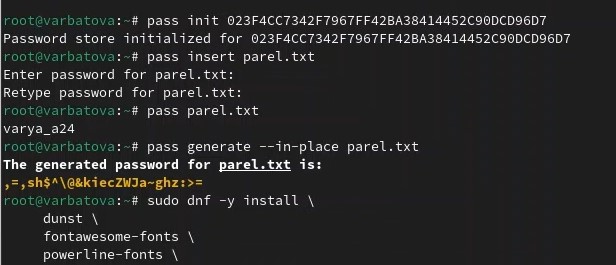 root@varbatova:~# pass init 023F4CC7342F7967FF42BA38414452C90DCD96D7
Password store initialized for 023F4CC7342F7967FF42BA38414452C90DCD96D7
root@varbatova:~# pass insert parel.txt
Enter password for parel.txt:
Retype password for parel.txt:
root@varbatova:~# pass parel.txt
varya_a24
root@varbatova:~# pass generate --in-place parel.txt
The generated password for parel.txt is:
,=,sh$^\@&kiecZWJa~ghz:>=
root@varbatova:~# sudo dnf -y install \
dunst \
fontawesome-fonts \
powerline-fonts \